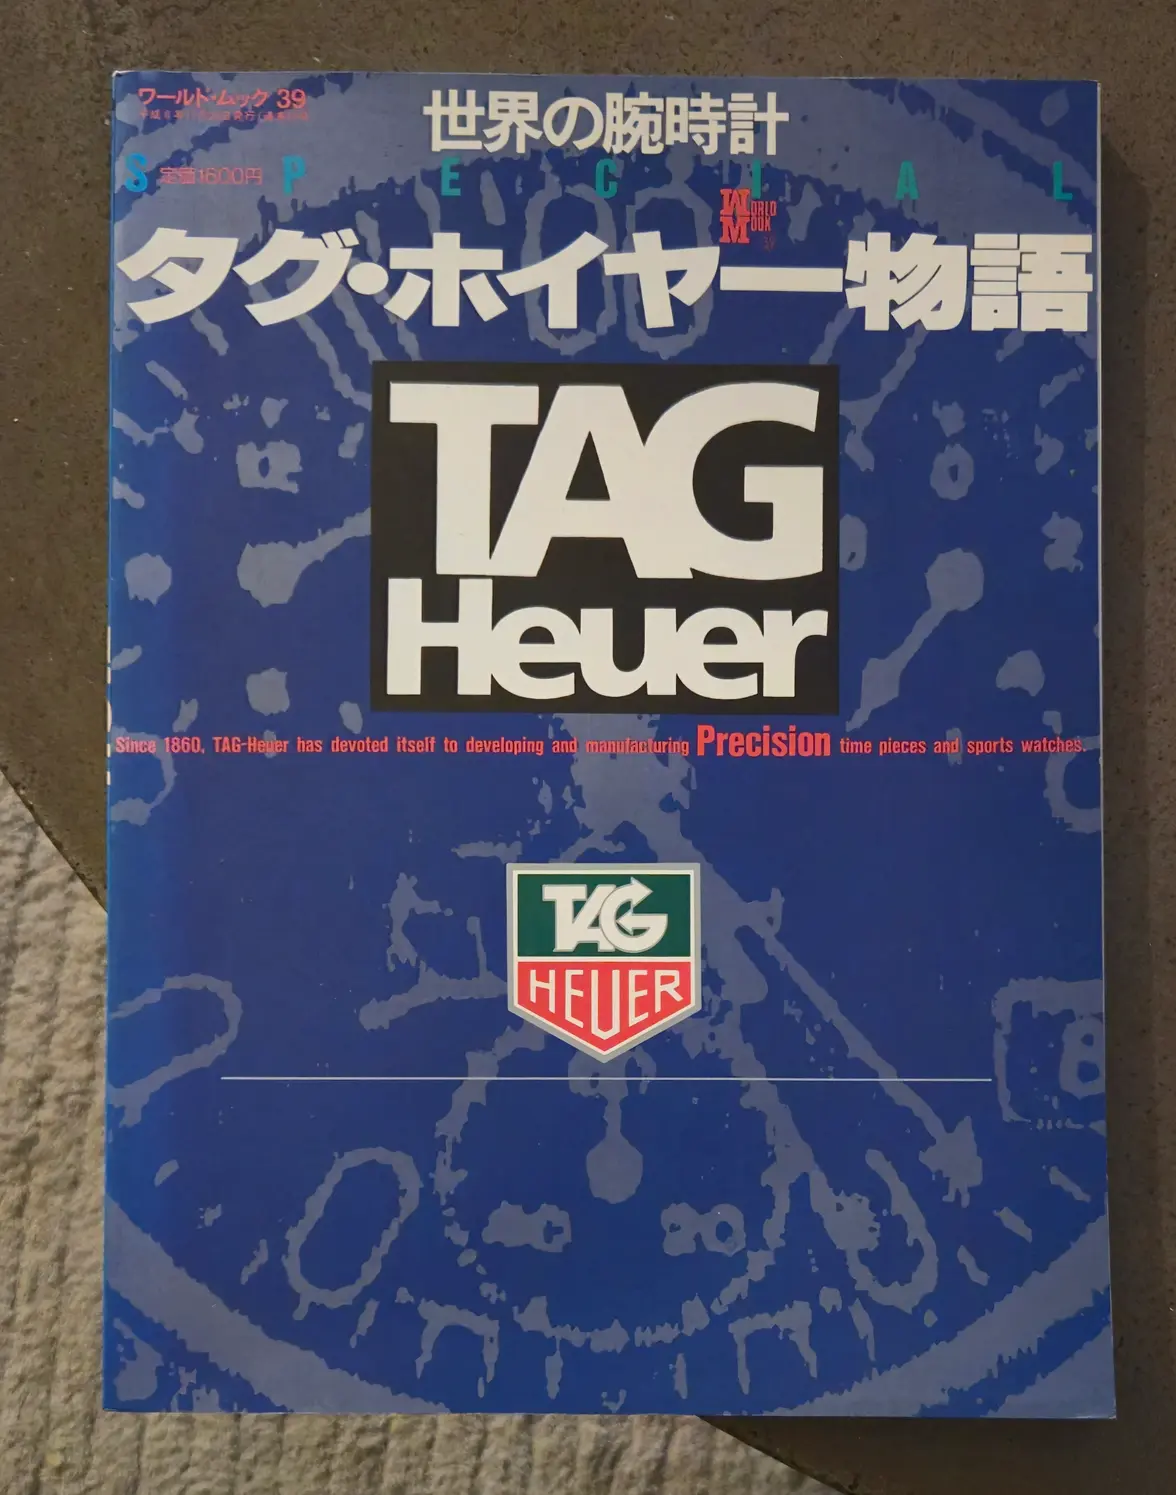 ワールド・ムック 39
世界の腕時計
定価1600円
SPECIAL
WORLD
MOOK
39
タグ・ホイヤー物語
TAG
Heuer
Since 1860, TAG-Heuer has devoted itself to developing and manufacturing Precision time pieces and sports watches.
TAG
HEUER